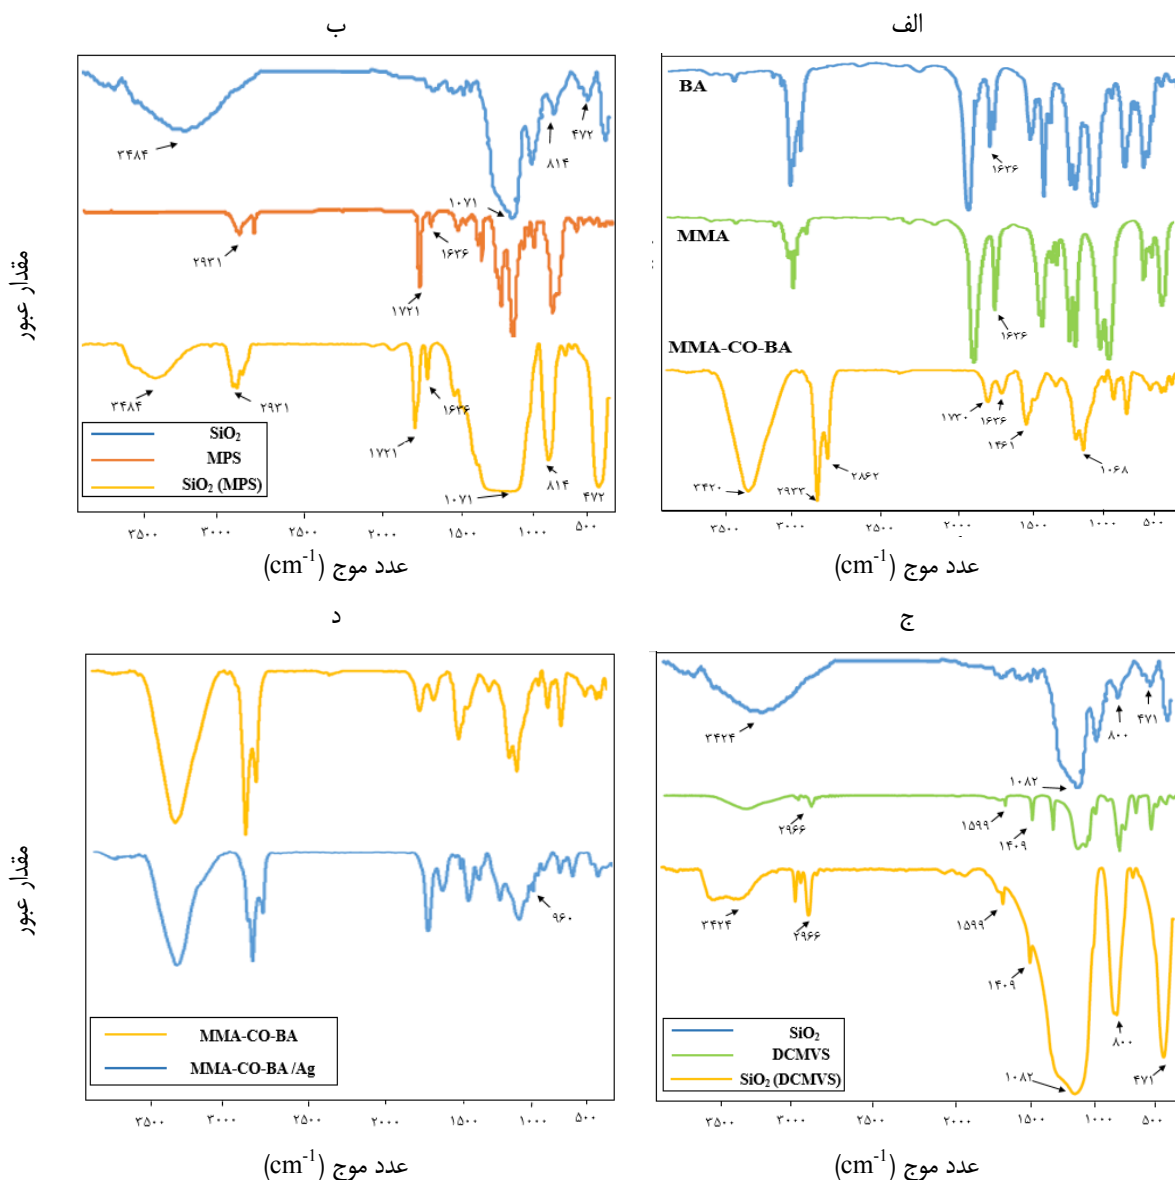 الف
BA
۱۶۳۶
MMA
۱۶۳۶
MMA-CO-BA
۱۷۳۰
۱۶۳۶
۱۴۶۱
۱۰۶۸
۲۸۶۲
۲۹۳۳
۳۴۲۰
۳۵۰۰ ۳۰۰۰ ۲۵۰۰ ۲۰۰۰ ۱۵۰۰ ۱۰۰۰ ۵۰۰
عدد موج (cm-1)
ب
مقدار عبور
۳۴۸۴
۴۷۲
۸۱۴
۱۰۷۱
۲۹۳۱
۱۶۳۶
۱۷۲۱
۳۴۸۴
۲۹۳۱
۱۶۳۶
۱۷۲۱
۸۱۴
۱۰۷۱
۴۷۲
SiO2
MPS
SiO2 (MPS)
۳۵۰۰ ۳۰۰۰ ۲۵۰۰ ۲۰۰۰ ۱۵۰۰ ۱۰۰۰ ۵۰۰
عدد موج (cm-1)
ج
۳۴۲۴
۴۷۱
۸۰۰
۱۰۸۲
۲۹۶۶
۱۵۹۹
۱۴۰۹
۳۴۲۴
۲۹۶۶
۱۵۹۹
۱۴۰۹
۸۰۰
۱۰۸۲
۴۷۱
SiO2
DCMVS
SiO2 (DCMVS)
۳۵۰۰ ۳۰۰۰ ۲۵۰۰ ۲۰۰۰ ۱۵۰۰ ۱۰۰۰ ۵۰۰
عدد موج (cm-1)
د
مقدار عبور
۹۶۰
MMA-CO-BA
MMA-CO-BA /Ag
۳۵۰۰ ۳۰۰۰ ۲۵۰۰ ۲۰۰۰ ۱۵۰۰ ۱۰۰۰ ۵۰۰
عدد موج (cm-1)